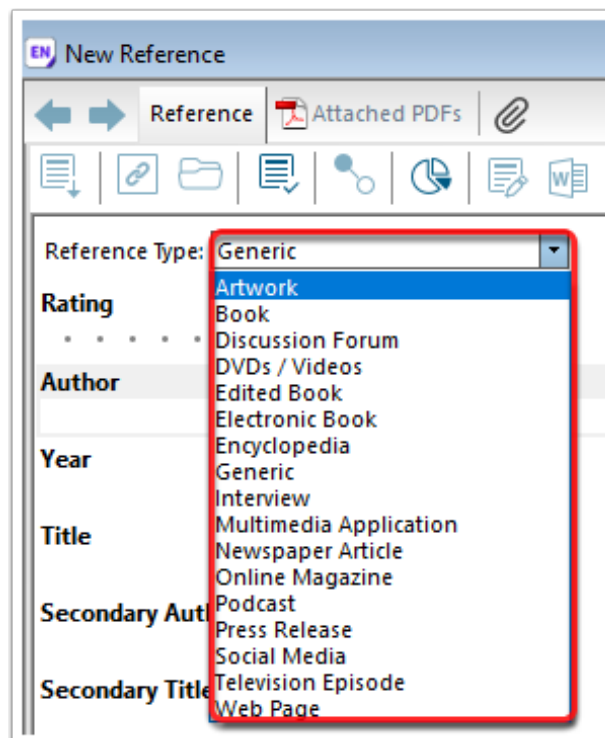 EN New Reference
Reference Attached PDFs
W
Reference Type: Generic
Artwork
Rating
Book
Discussion Forum
DVDs / Videos
Author
Edited Book
Electronic Book
Encyclopedia
Year
Generic
Interview
Title
Multimedia Application
Newspaper Article
Online Magazine
Podcast
Secondary Aut
Press Release
Social Media
Secondary Title
Television Episode
Web Page